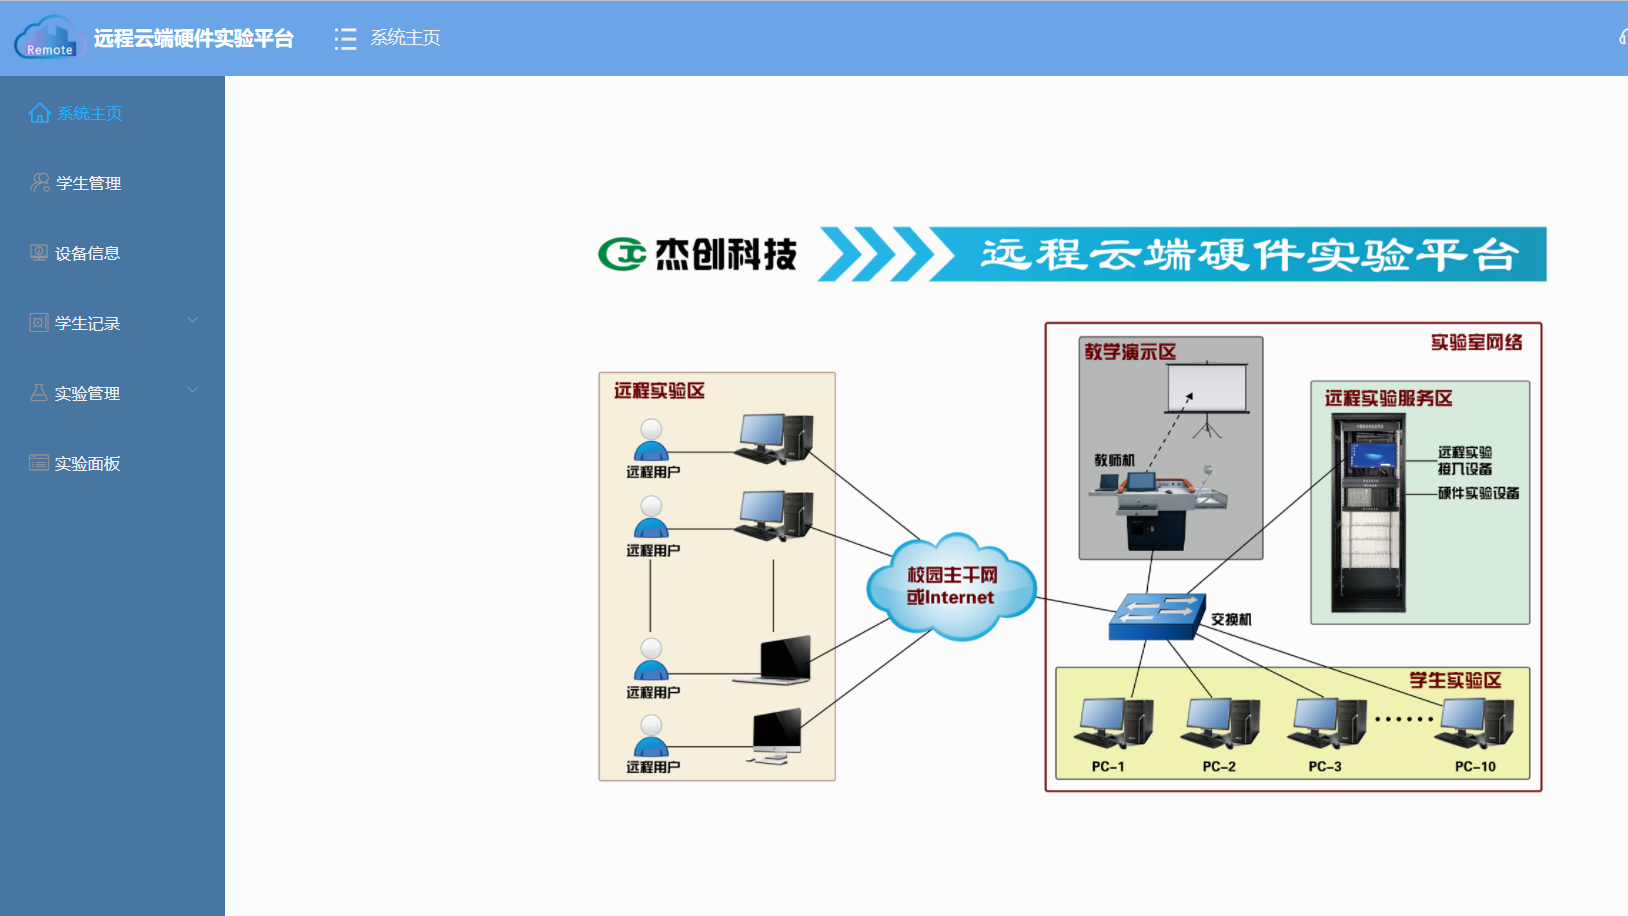 Remote
远程云端硬件实验平台
系统主页
系统主页
学生管理
设备信息
学生记录
实验管理
实验面板
杰创科技
远程云端硬件实验平台
远程实验区
远程用户
远程用户
远程用户
远程用户
校园主干网
或Internet
实验室网络
教学演示区
教师机
远程实验服务区
远程实验
接入设备
硬件实验设备
交换机
学生实验区
PC-1
PC-2
PC-3
PC-10